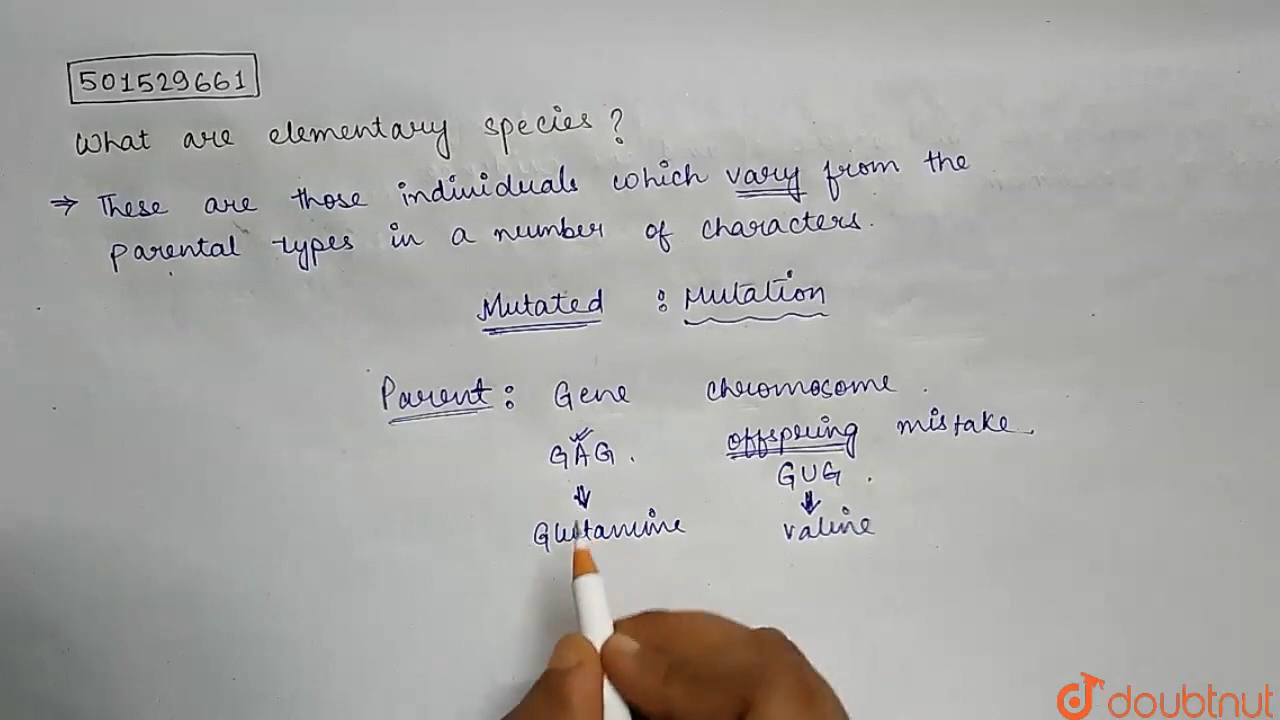 501529661
What are elementary species?
⇒ These are those individuals which vary from the
parental types in a number of characters.
Mutated : Mutation
Parent : Gene chromosome.
offspring mistake.
GAG. GUG.
Glutamine valine
doubtnut